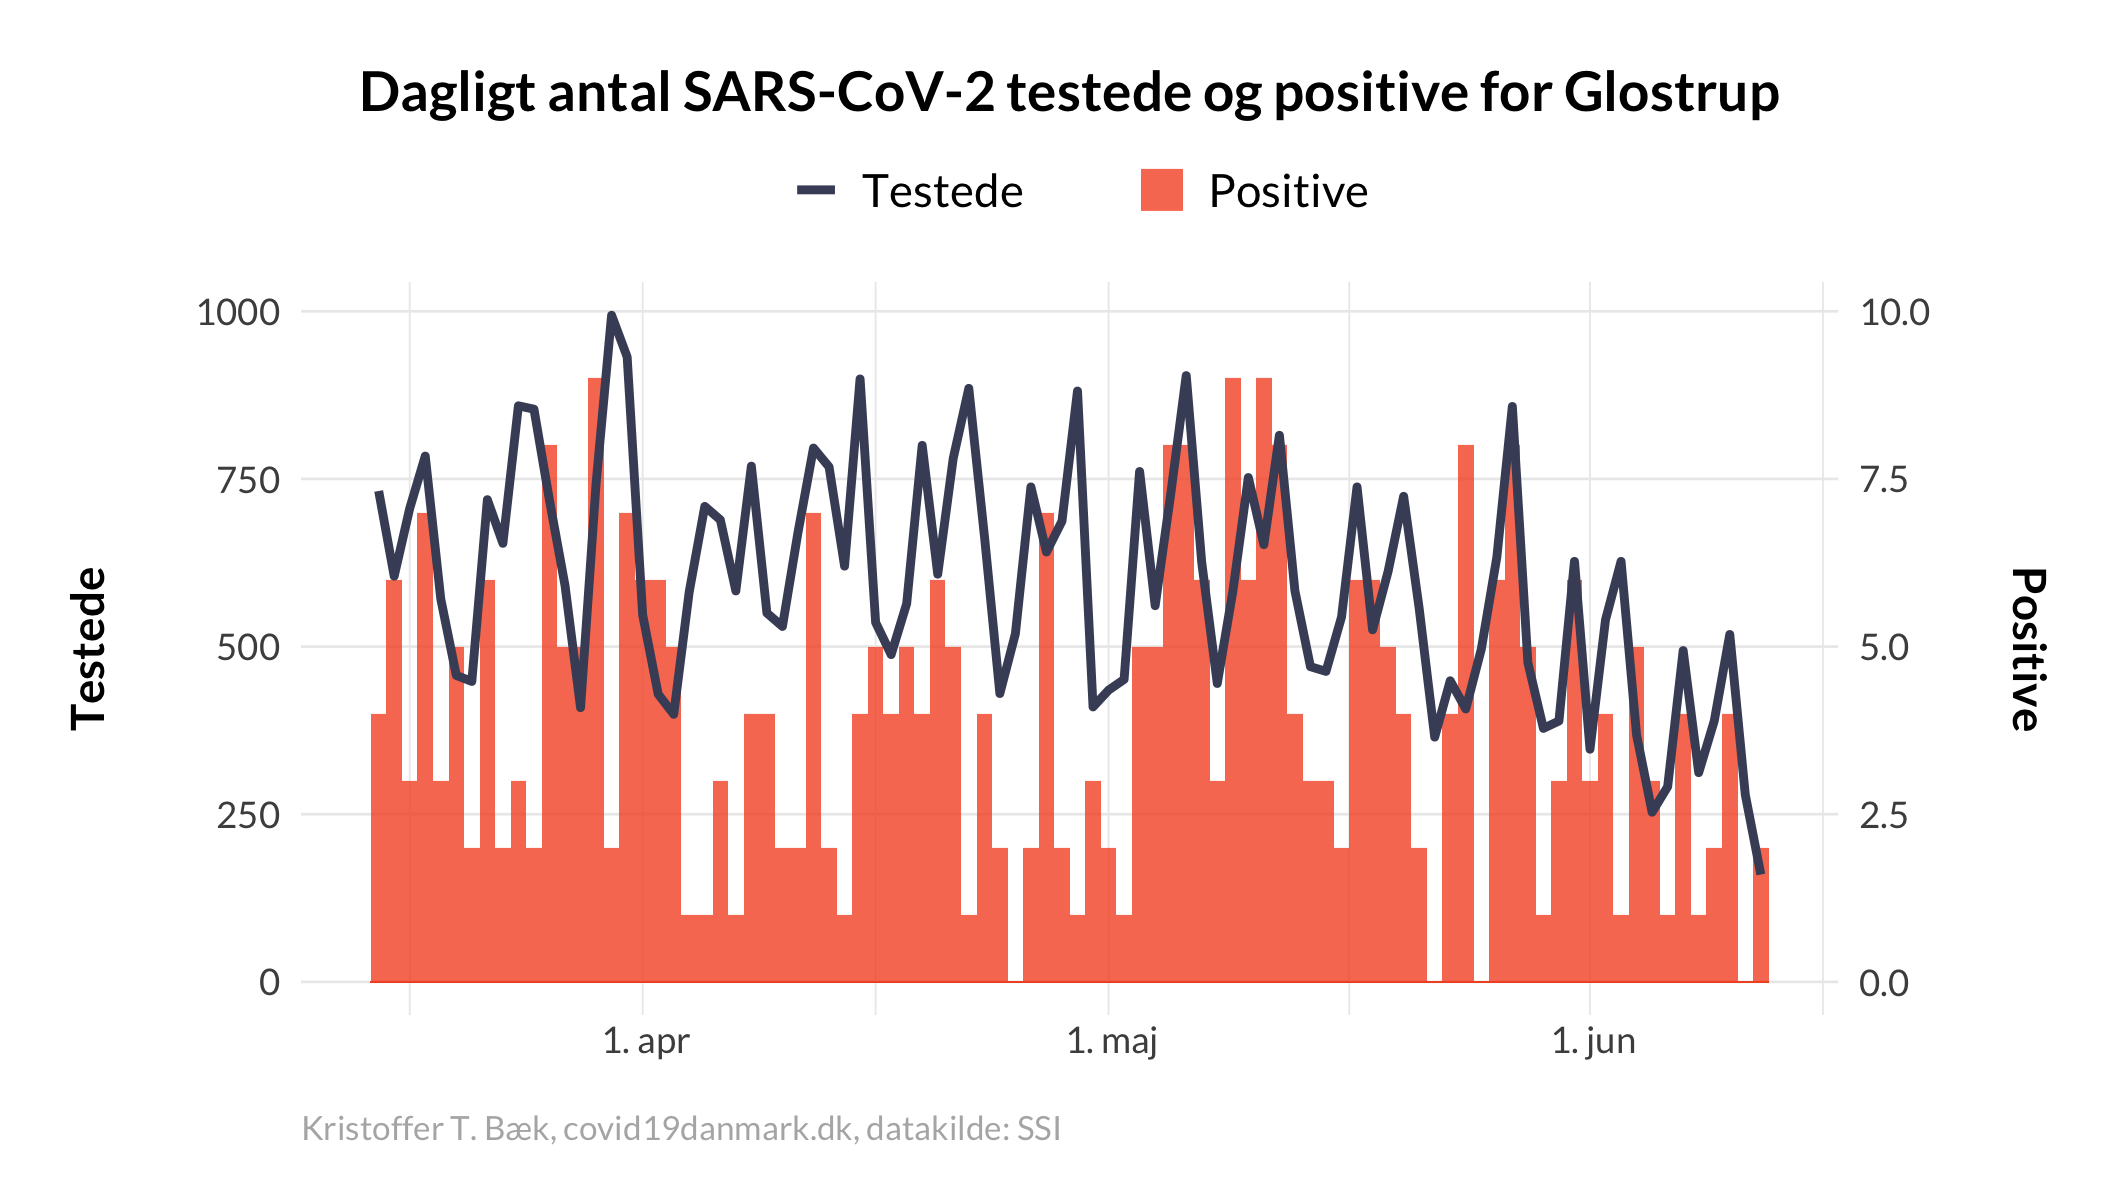 Dagligt antal SARS-CoV-2 testede og positive for Glostrup
Testede Positive
1000 10.0
750 7.5
Testede Positive
500 5.0
250 2.5
0 0.0
1. apr 1. maj 1. jun
Kristoffer T. Bæk, covid19danmark.dk, datakilde: SSI